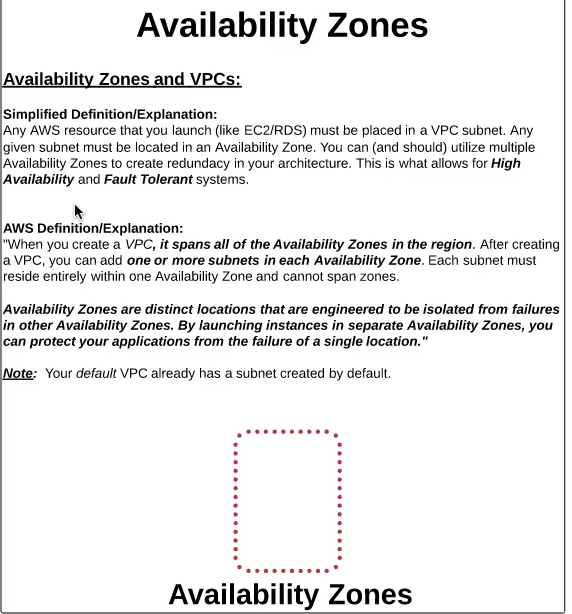 Availability Zones
Availability Zones and VPCs:
Simplified Definition/Explanation:
Any AWS resource that you launch (like EC2/RDS) must be placed in a VPC subnet. Any
given subnet must be located in an Availability Zone. You can (and should) utilize multiple
Availability Zones to create redundacy in your architecture. This is what allows for High
Availability and Fault Tolerant systems.
AWS Definition/Explanation:
"When you create a VPC, it spans all of the Availability Zones in the region. After creating
a VPC, you can add one or more subnets in each Availability Zone. Each subnet must
reside entirely within one Availability Zone and cannot span zones.
Availability Zones are distinct locations that are engineered to be isolated from failures
in other Availability Zones. By launching instances in separate Availability Zones, you
can protect your applications from the failure of a single location."
Note: Your default VPC already has a subnet created by default.
Availability Zones